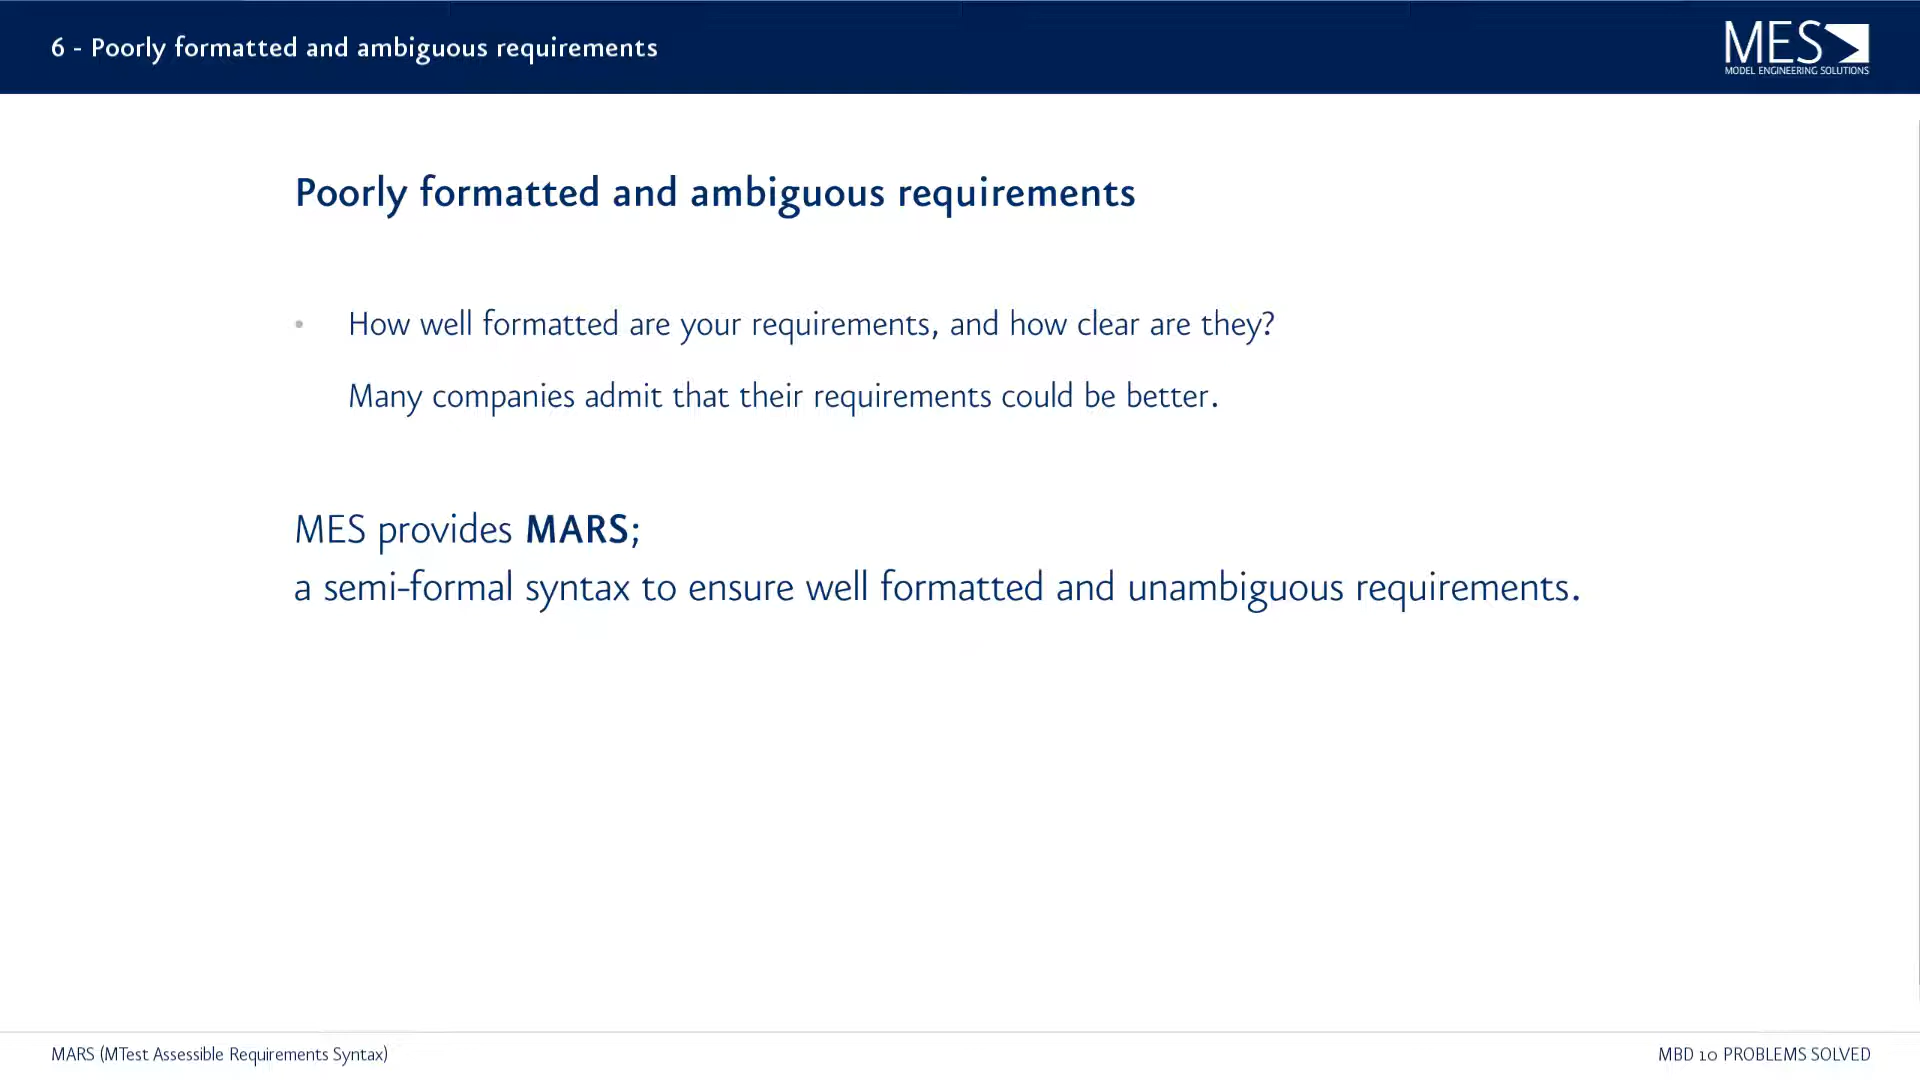 6 - Poorly formatted and ambiguous requirements
MES
MODEL ENGINEERING SOLUTIONS
Poorly formatted and ambiguous requirements
• How well formatted are your requirements, and how clear are they?
Many companies admit that their requirements could be better.
MES provides MARS;
a semi-formal syntax to ensure well formatted and unambiguous requirements.
MARS (MTest Assessible Requirements Syntax)
MBD 10 PROBLEMS SOLVED